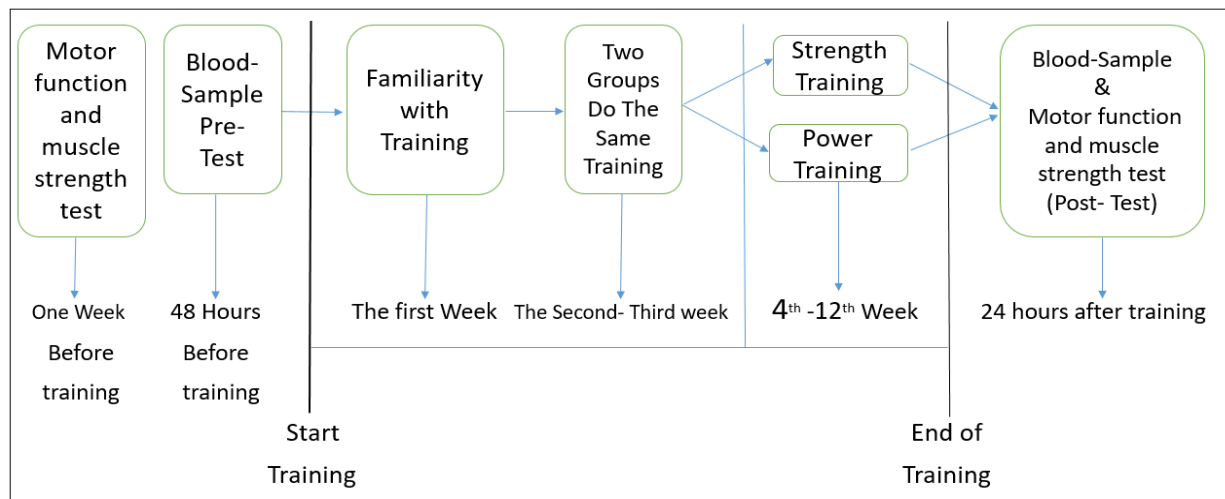 Motor
function
and
muscle
strength
test
Blood-
Sample
Pre-
Test
Familiarity
with
Training
Two
Groups
Do The
Same
Training
Strength
Training
Power
Training
Blood-Sample
&
Motor function
and muscle
strength test
(Post- Test)
One Week
Before
training
48 Hours
Before
training
The first Week
The Second- Third week
4th -12th Week
24 hours after training
Start
Training
End of
Training